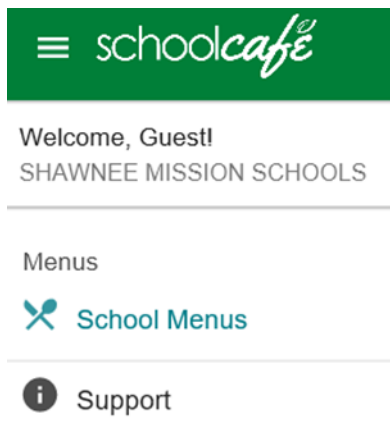 schoolcafé
Welcome, Guest!
SHAWNEE MISSION SCHOOLS
Menus
School Menus
Support